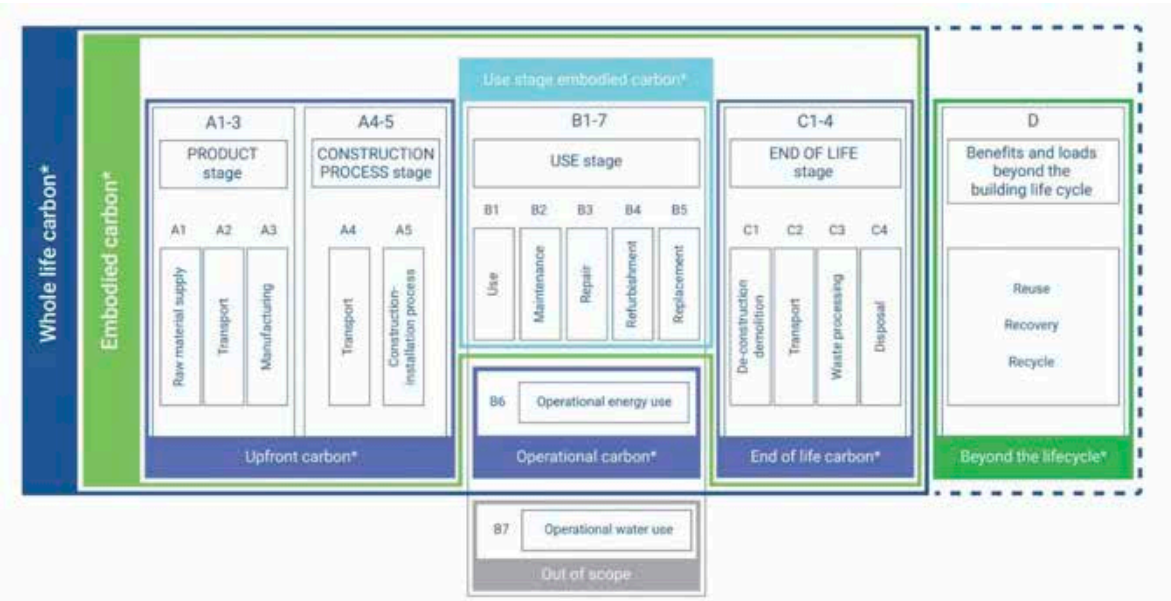 Whole life carbon*
Embodied carbon*
Use stage embodied carbon*
A1-3
PRODUCT
stage
A4-5
CONSTRUCTION
PROCESS stage
B1-7
USE stage
C1-4
END OF LIFE
stage
D
Benefits and loads
beyond the
building life cycle
A1
A2
A3
A4
A5
B1
B2
B3
B4
B5
C1
C2
C3
C4
Raw material supply
Transport
Manufacturing
Transport
Construction-
installation process
Use
Maintenance
Repair
Refurbishment
Replacement
De-construction
demolition
Transport
Waste processing
Disposal
Reuse
Recovery
Recycle
B6
Operational energy use
Upfront carbon*
Operational carbon*
End of life carbon*
Beyond the lifecycle*
B7
Operational water use
Out of scope